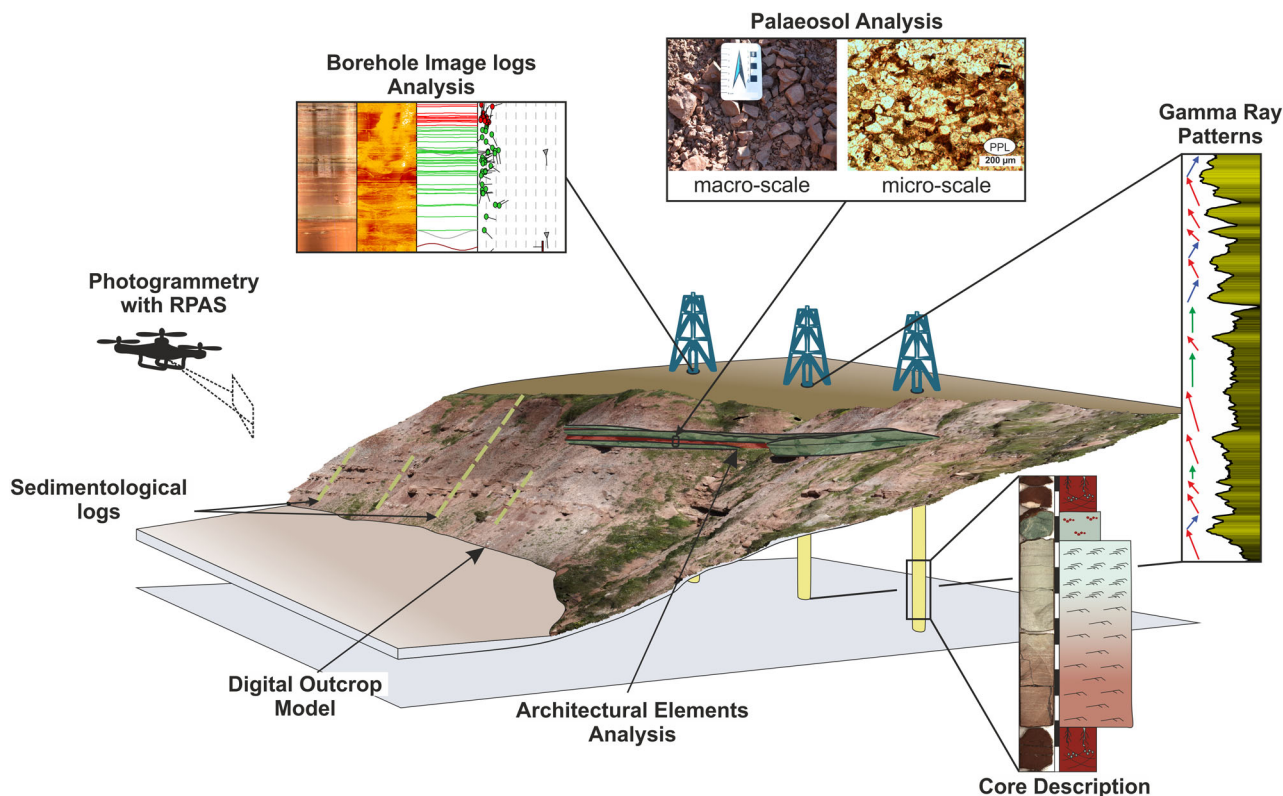 Palaeosol Analysis
Borehole Image logs
Analysis
PPL
200 µm
macro-scale
micro-scale
Gamma Ray
Patterns
Photogrammetry
with RPAS
Sedimentological
logs
Digital Outcrop
Model
Architectural Elements
Analysis
Core Description